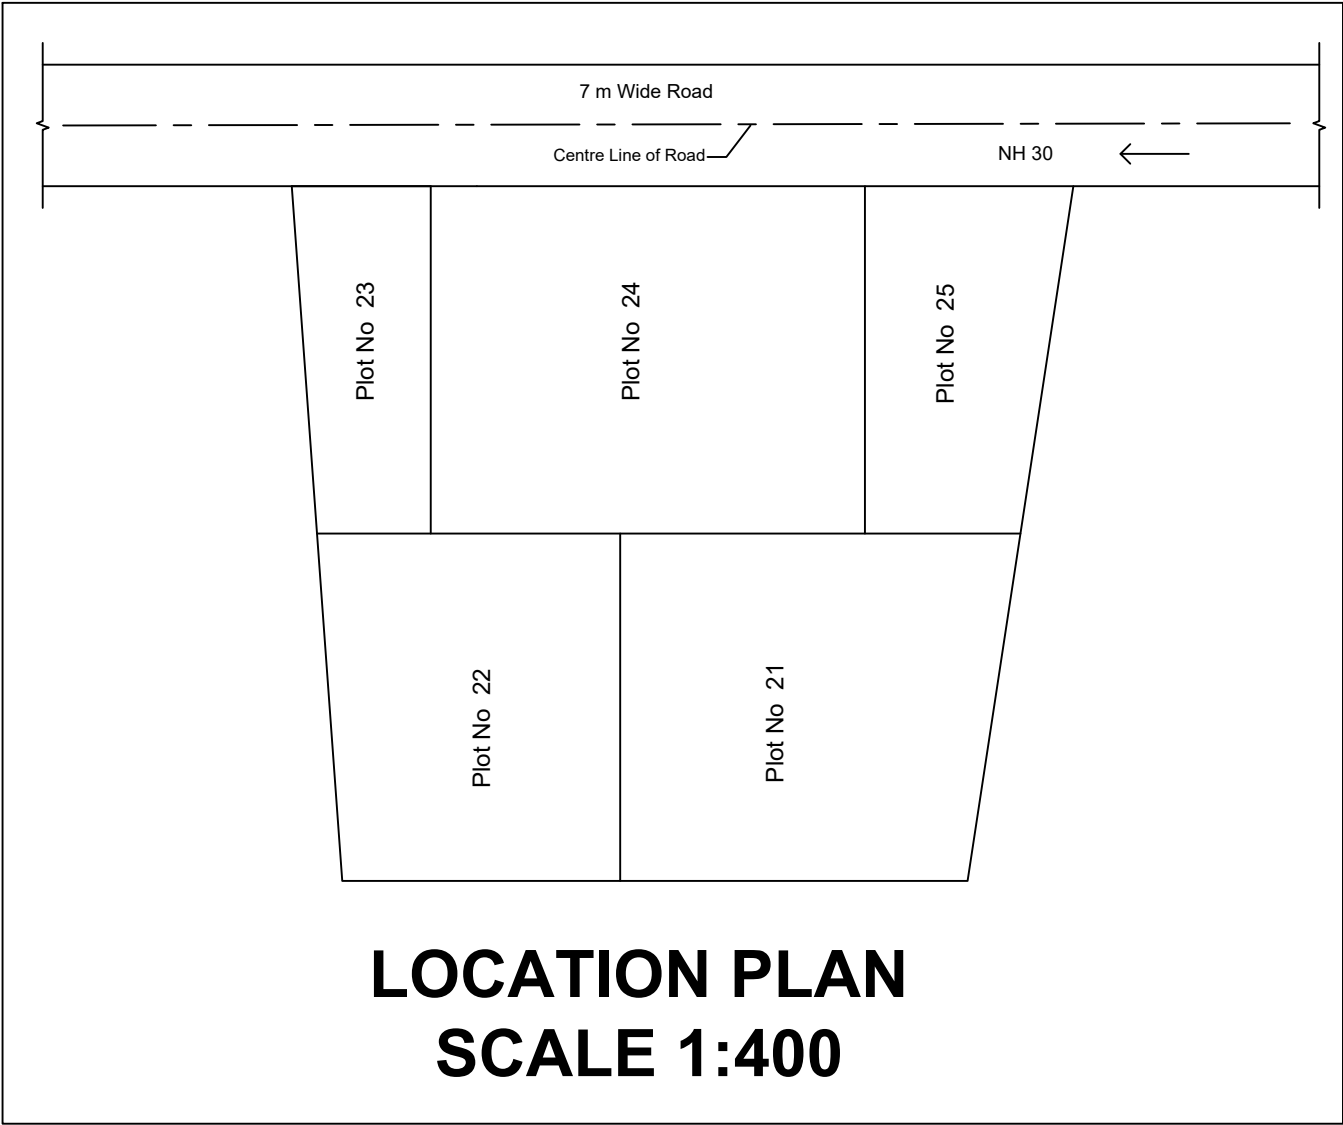 7 m Wide Road
Centre Line of Road
NH 30
Plot No 23
Plot No 24
Plot No 25
Plot No 22
Plot No 21
LOCATION PLAN
SCALE 1:400